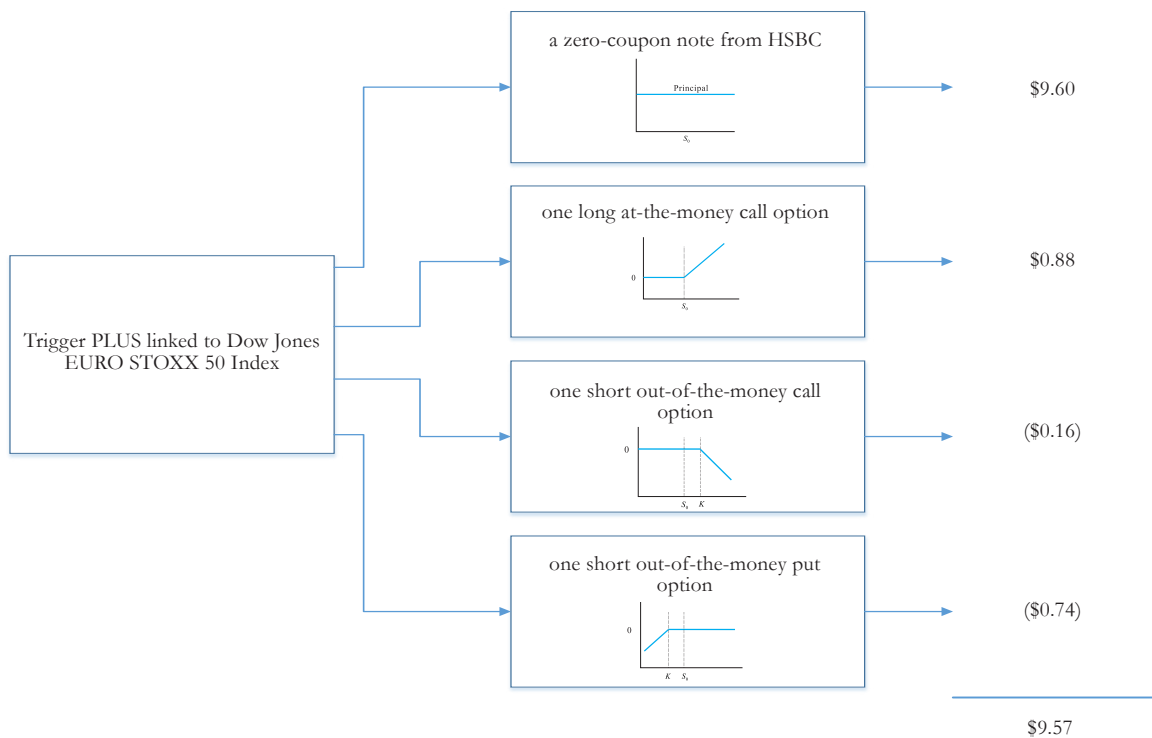 a zero-coupon note from HSBC
Principal
S0
$9.60
one long at-the-money call option
0
S0
$0.88
Trigger PLUS linked to Dow Jones
EURO STOXX 50 Index
one short out-of-the-money call
option
0
S0 K
($0.16)
one short out-of-the-money put
option
0
K S0
($0.74)
$9.57